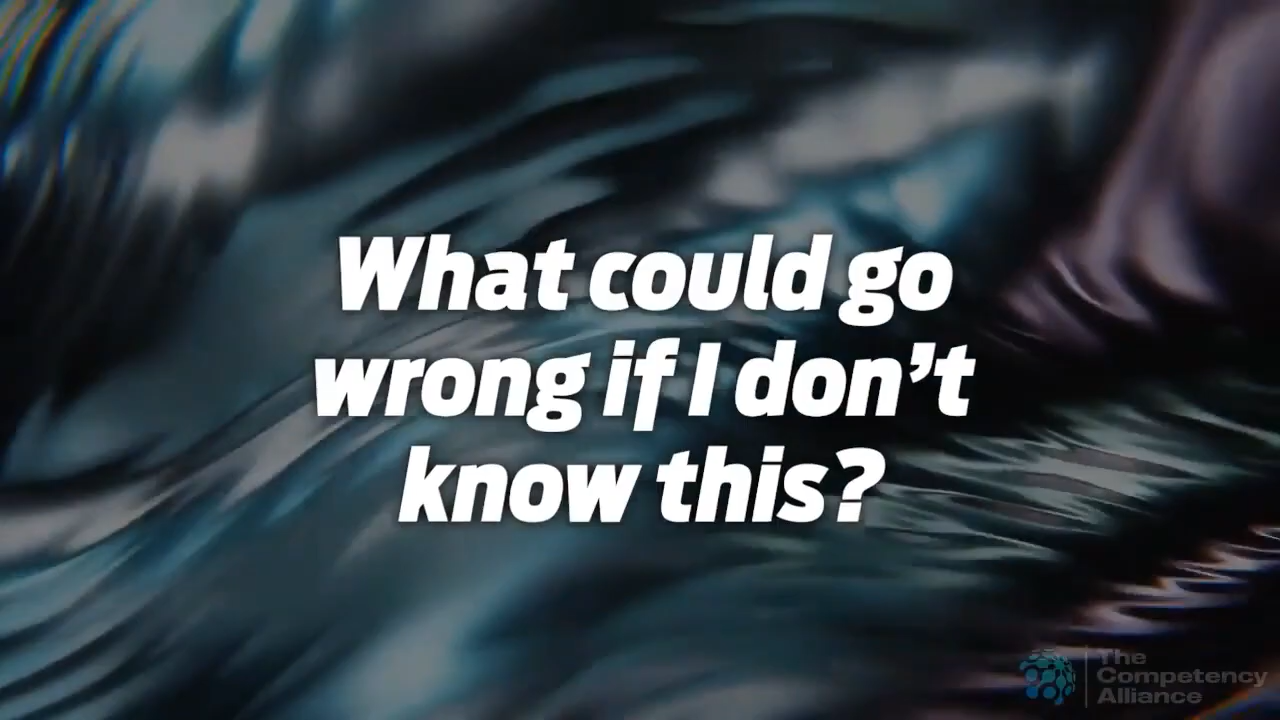 What could go
wrong if I don't
know this?
The
Competency
Alliance